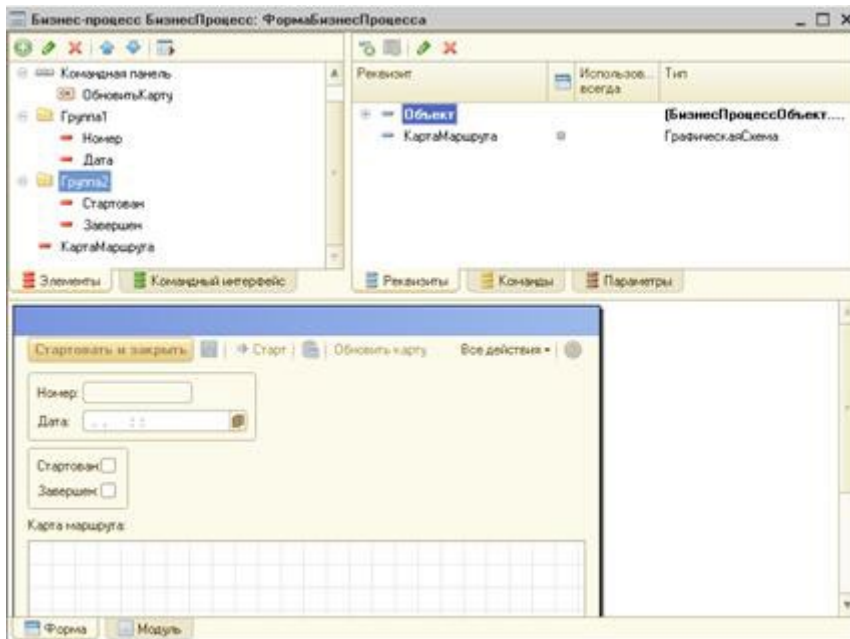 Бизнес-процесс БизнесПроцесс: ФормаБизнесПроцесса
Командная панель
ОбновитьКарту
Группа1
Номер
Дата
Группа2
Стартован
Завершен
КартаМаршрута
Элементы
Командный интерфейс
Реквизит
Использов...
всегда
Тип
Объект
(БизнесПроцессОбъект....
КартаМаршрута
ГрафическаяСхема
Реквизиты
Команды
Параметры
Стартовать и закрыть
Старт
Обновить карту
Все действия
Номер:
Дата:
. . : :
Стартован:
Завершен:
Карта маршрута:
Форма
Модуль